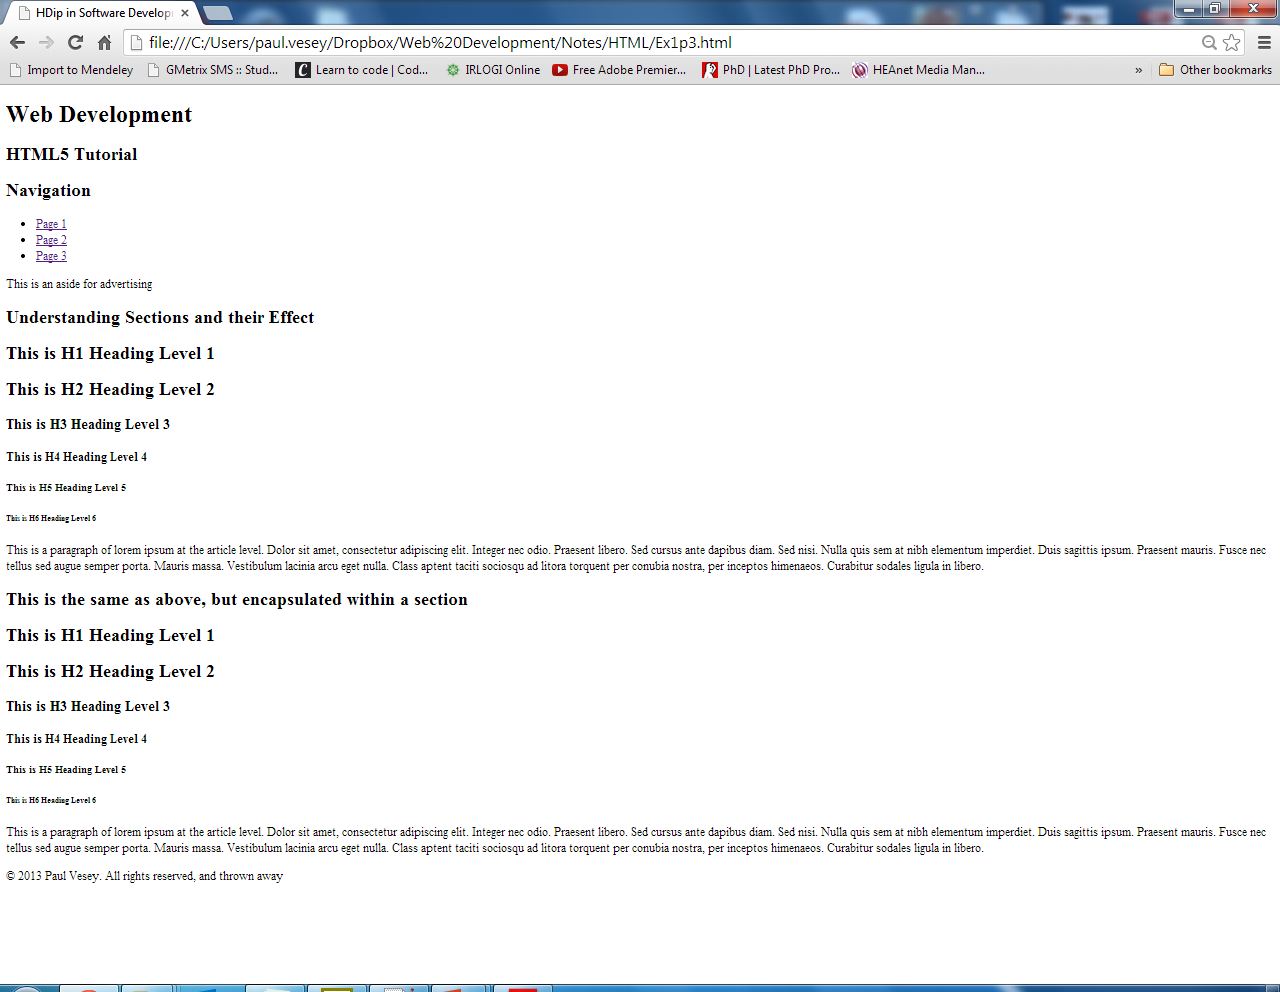 HDip in Software Develop
file:///C:/Users/paul.vesey/Dropbox/Web%20Development/Notes/HTML/Ex1p3.html
Import to Mendeley GMetrix SMS :: Stud... Learn to code | Cod... IRLOGI Online Free Adobe Premier... PhD | Latest PhD Pro... HEAnet Media Man... » Other bookmarks
Web Development
HTML5 Tutorial
Navigation
• Page 1
• Page 2
• Page 3
This is an aside for advertising
Understanding Sections and their Effect
This is H1 Heading Level 1
This is H2 Heading Level 2
This is H3 Heading Level 3
This is H4 Heading Level 4
This is H5 Heading Level 5
This is H6 Heading Level 6
This is a paragraph of lorem ipsum at the article level. Dolor sit amet, consectetur adipiscing elit. Integer nec odio. Praesent libero. Sed cursus ante dapibus diam. Sed nisi. Nulla quis sem at nibh elementum imperdiet. Duis sagittis ipsum. Praesent mauris. Fusce nec
tellus sed augue semper porta. Mauris massa. Vestibulum lacinia arcu eget nulla. Class aptent taciti sociosqu ad litora torquent per conubia nostra, per inceptos himenaeos. Curabitur sodales ligula in libero.
This is the same as above, but encapsulated within a section
This is H1 Heading Level 1
This is H2 Heading Level 2
This is H3 Heading Level 3
This is H4 Heading Level 4
This is H5 Heading Level 5
This is H6 Heading Level 6
This is a paragraph of lorem ipsum at the article level. Dolor sit amet, consectetur adipiscing elit. Integer nec odio. Praesent libero. Sed cursus ante dapibus diam. Sed nisi. Nulla quis sem at nibh elementum imperdiet. Duis sagittis ipsum. Praesent mauris. Fusce nec
tellus sed augue semper porta. Mauris massa. Vestibulum lacinia arcu eget nulla. Class aptent taciti sociosqu ad litora torquent per conubia nostra, per inceptos himenaeos. Curabitur sodales ligula in libero.
© 2013 Paul Vesey. All rights reserved, and thrown away